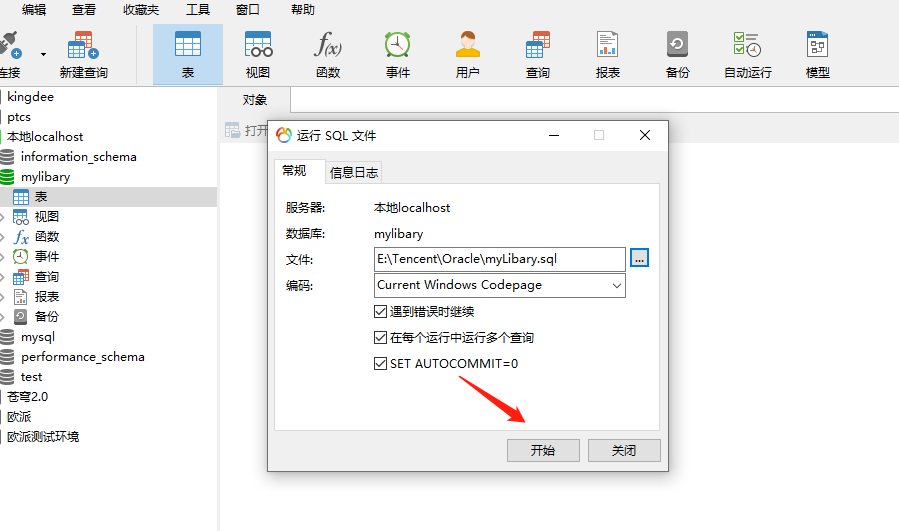 编辑 查看 收藏夹 工具 窗口 帮助
连接 新建查询 表 视图 函数 事件 用户 查询 报表 备份 自动运行 模型
f(x)
kingdee
ptcs
本地localhost
information_schema
mylibary
表
视图
fx 函数
事件
查询
报表
备份
mysql
performance_schema
test
苍穹2.0
欧派
欧派测试环境
对象
打开
运行 SQL 文件
常规 信息日志
服务器: 本地localhost
数据库: mylibary
文件: E:\Tencent\Oracle\myLibary.sql ...
编码: Current Windows Codepage
遇到错误时继续
在每个运行中运行多个查询
SET AUTOCOMMIT=0
开始 关闭